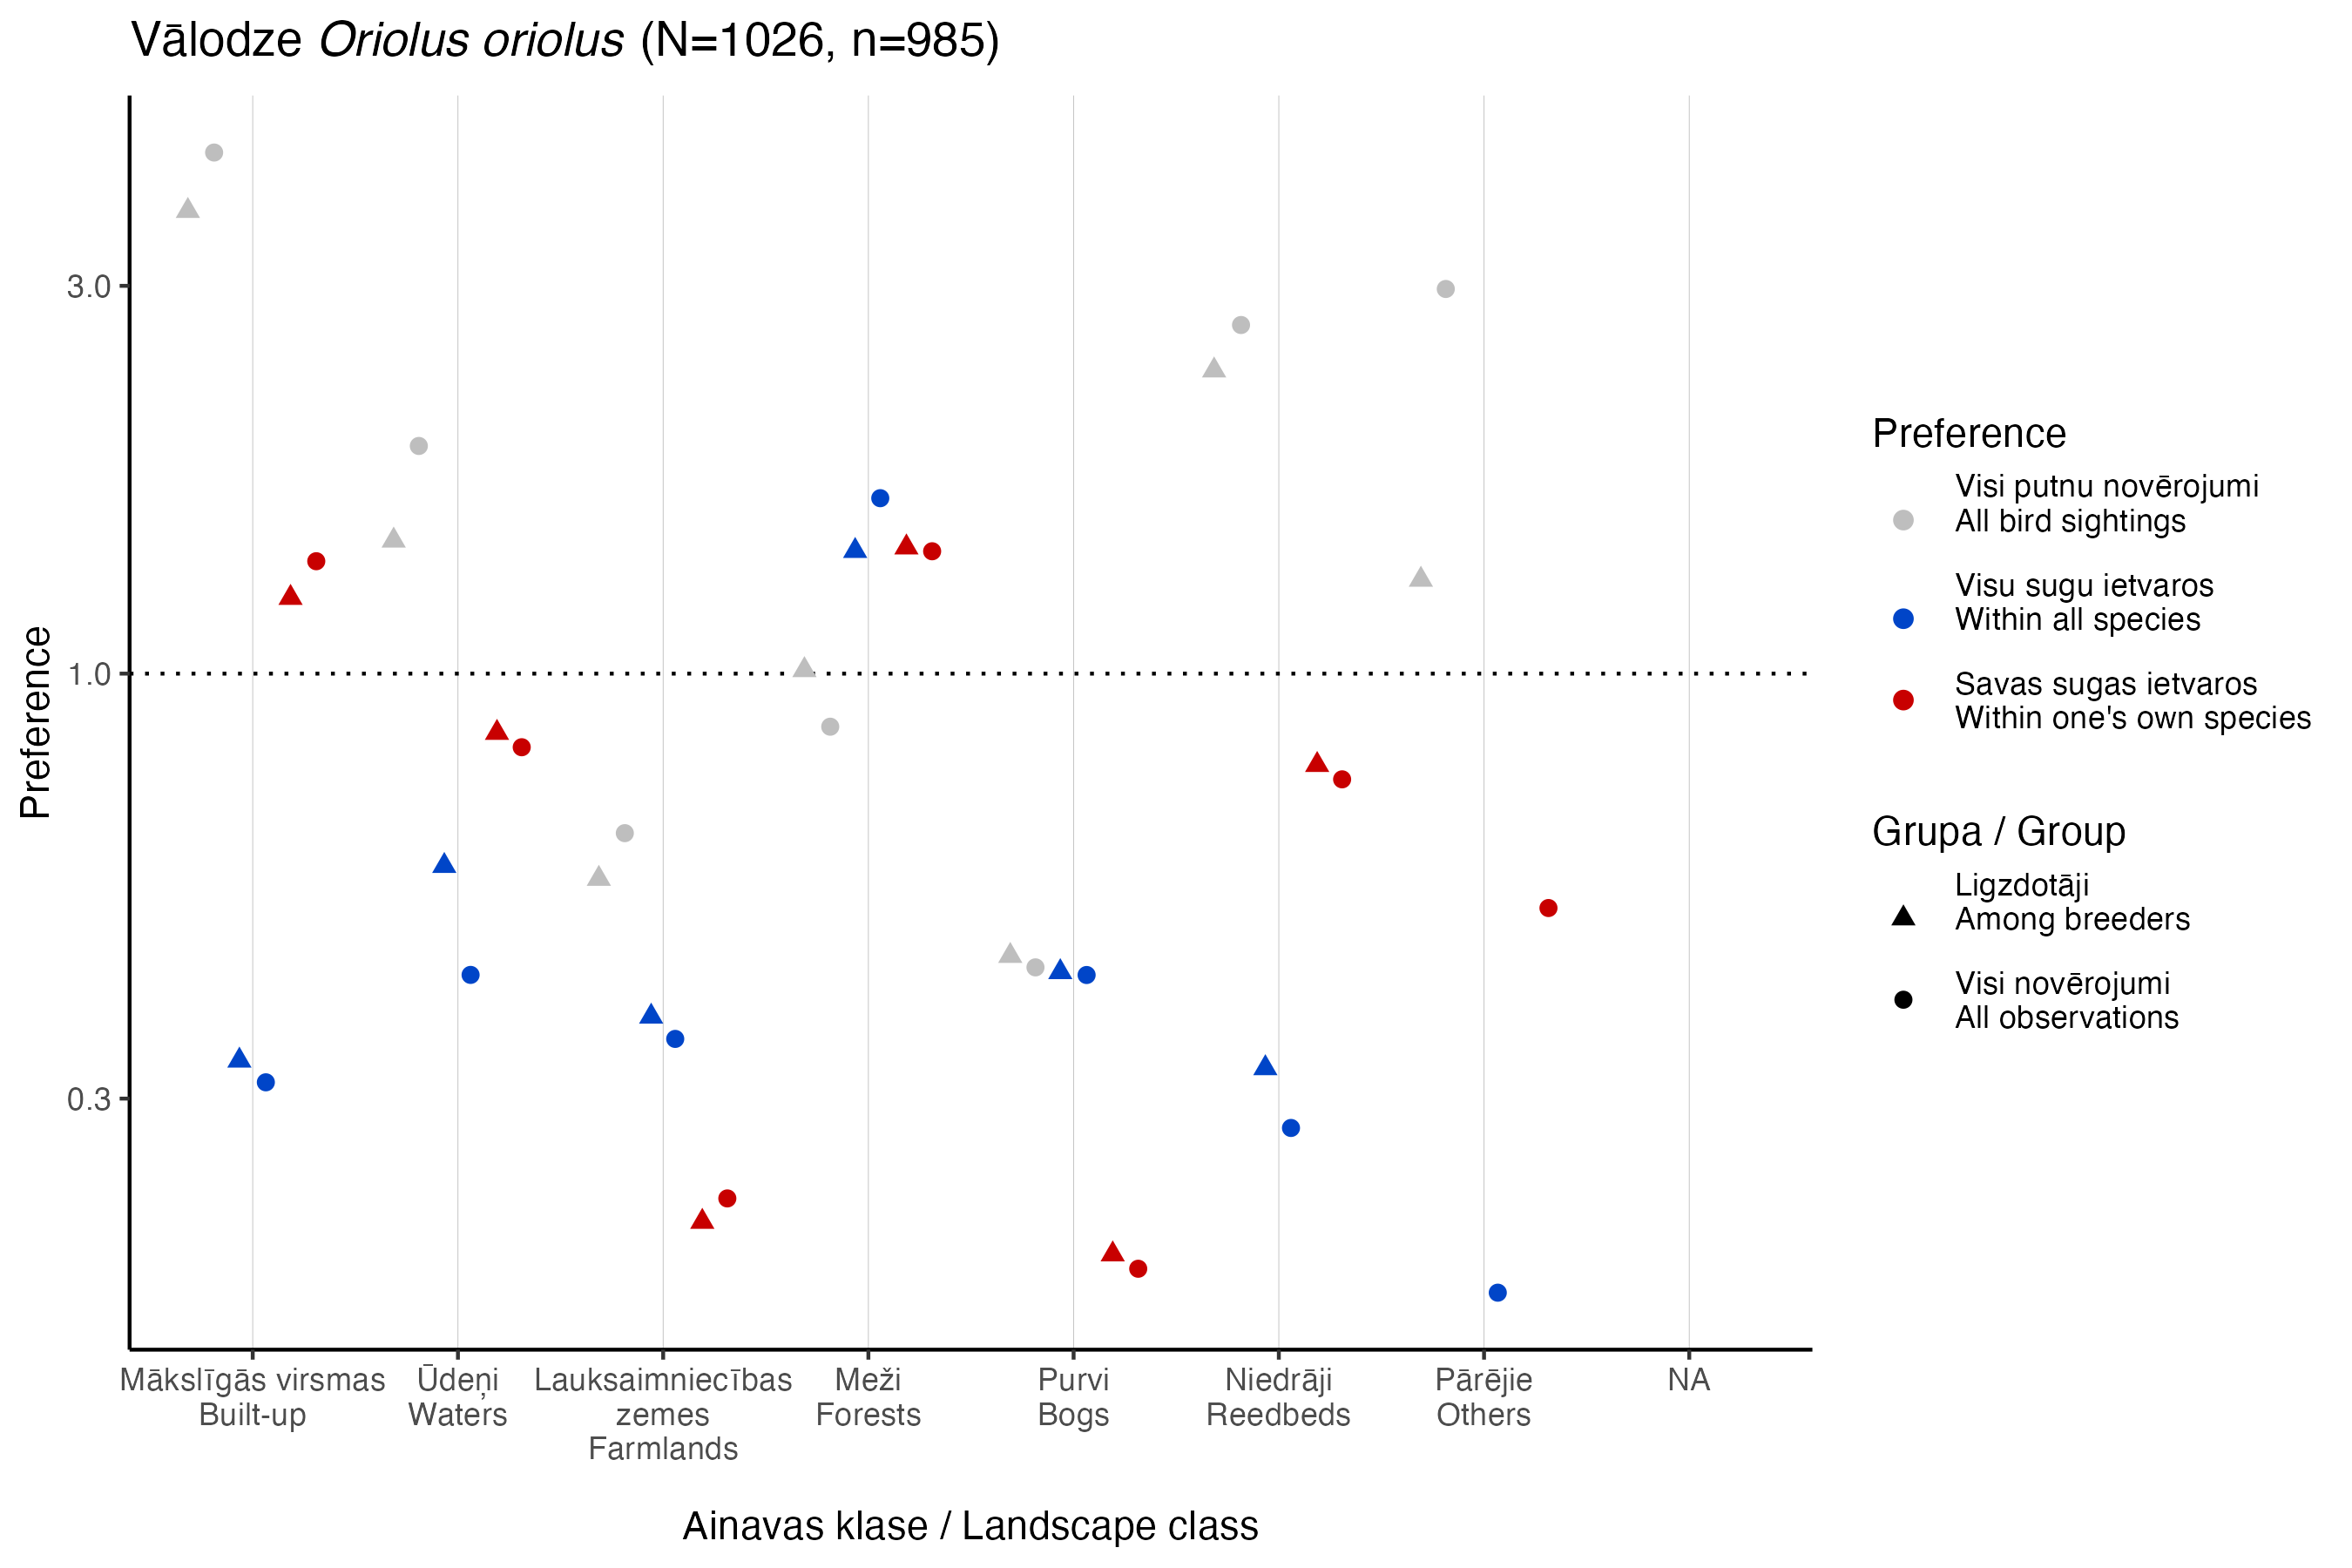 Vālodze Oriolus oriolus (N=1026, n=985)
Preference
3.0
1.0
0.3
Mākslīgās virsmas
Built-up
Ūdeņi
Waters
Lauksaimniecības
zemes
Farmlands
Meži
Forests
Purvi
Bogs
Niedrāji
Reedbeds
Pārējie
Others
NA
Ainavas klase / Landscape class
Preference
Visi putnu novērojumi
All bird sightings
Visu sugu ietvaros
Within all species
Savas sugas ietvaros
Within one's own species
Grupa / Group
Ligzdotāji
Among breeders
Visi novērojumi
All observations